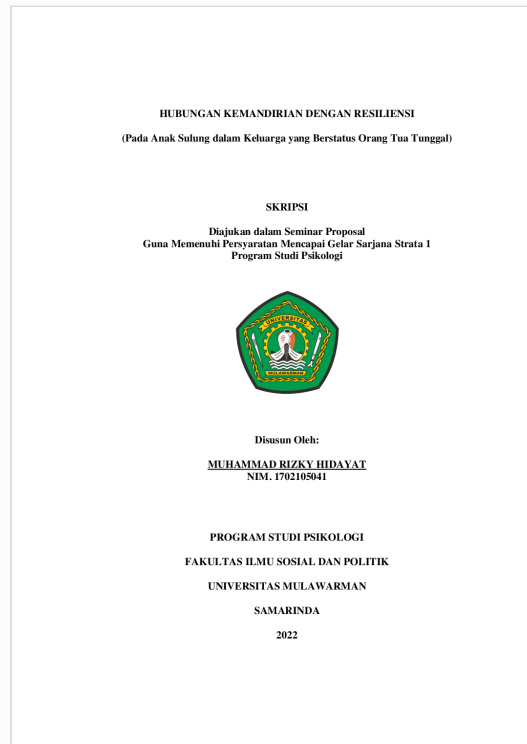 HUBUNGAN KEMANDIRIAN DENGAN RESILIENSI
(Pada Anak Sulung dalam Keluarga yang Berstatus Orang Tua Tunggal)
SKRIPSI
Diajukan dalam Seminar Proposal
Guna Memenuhi Persyaratan Mencapai Gelar Sarjana Strata 1
Program Studi Psikologi
UNIVERSITAS
MULAWARMAN
Disusun Oleh:
MUHAMMAD RIZKY HIDAYAT
NIM. 1702105041
PROGRAM STUDI PSIKOLOGI
FAKULTAS ILMU SOSIAL DAN POLITIK
UNIVERSITAS MULAWARMAN
SAMARINDA
2022